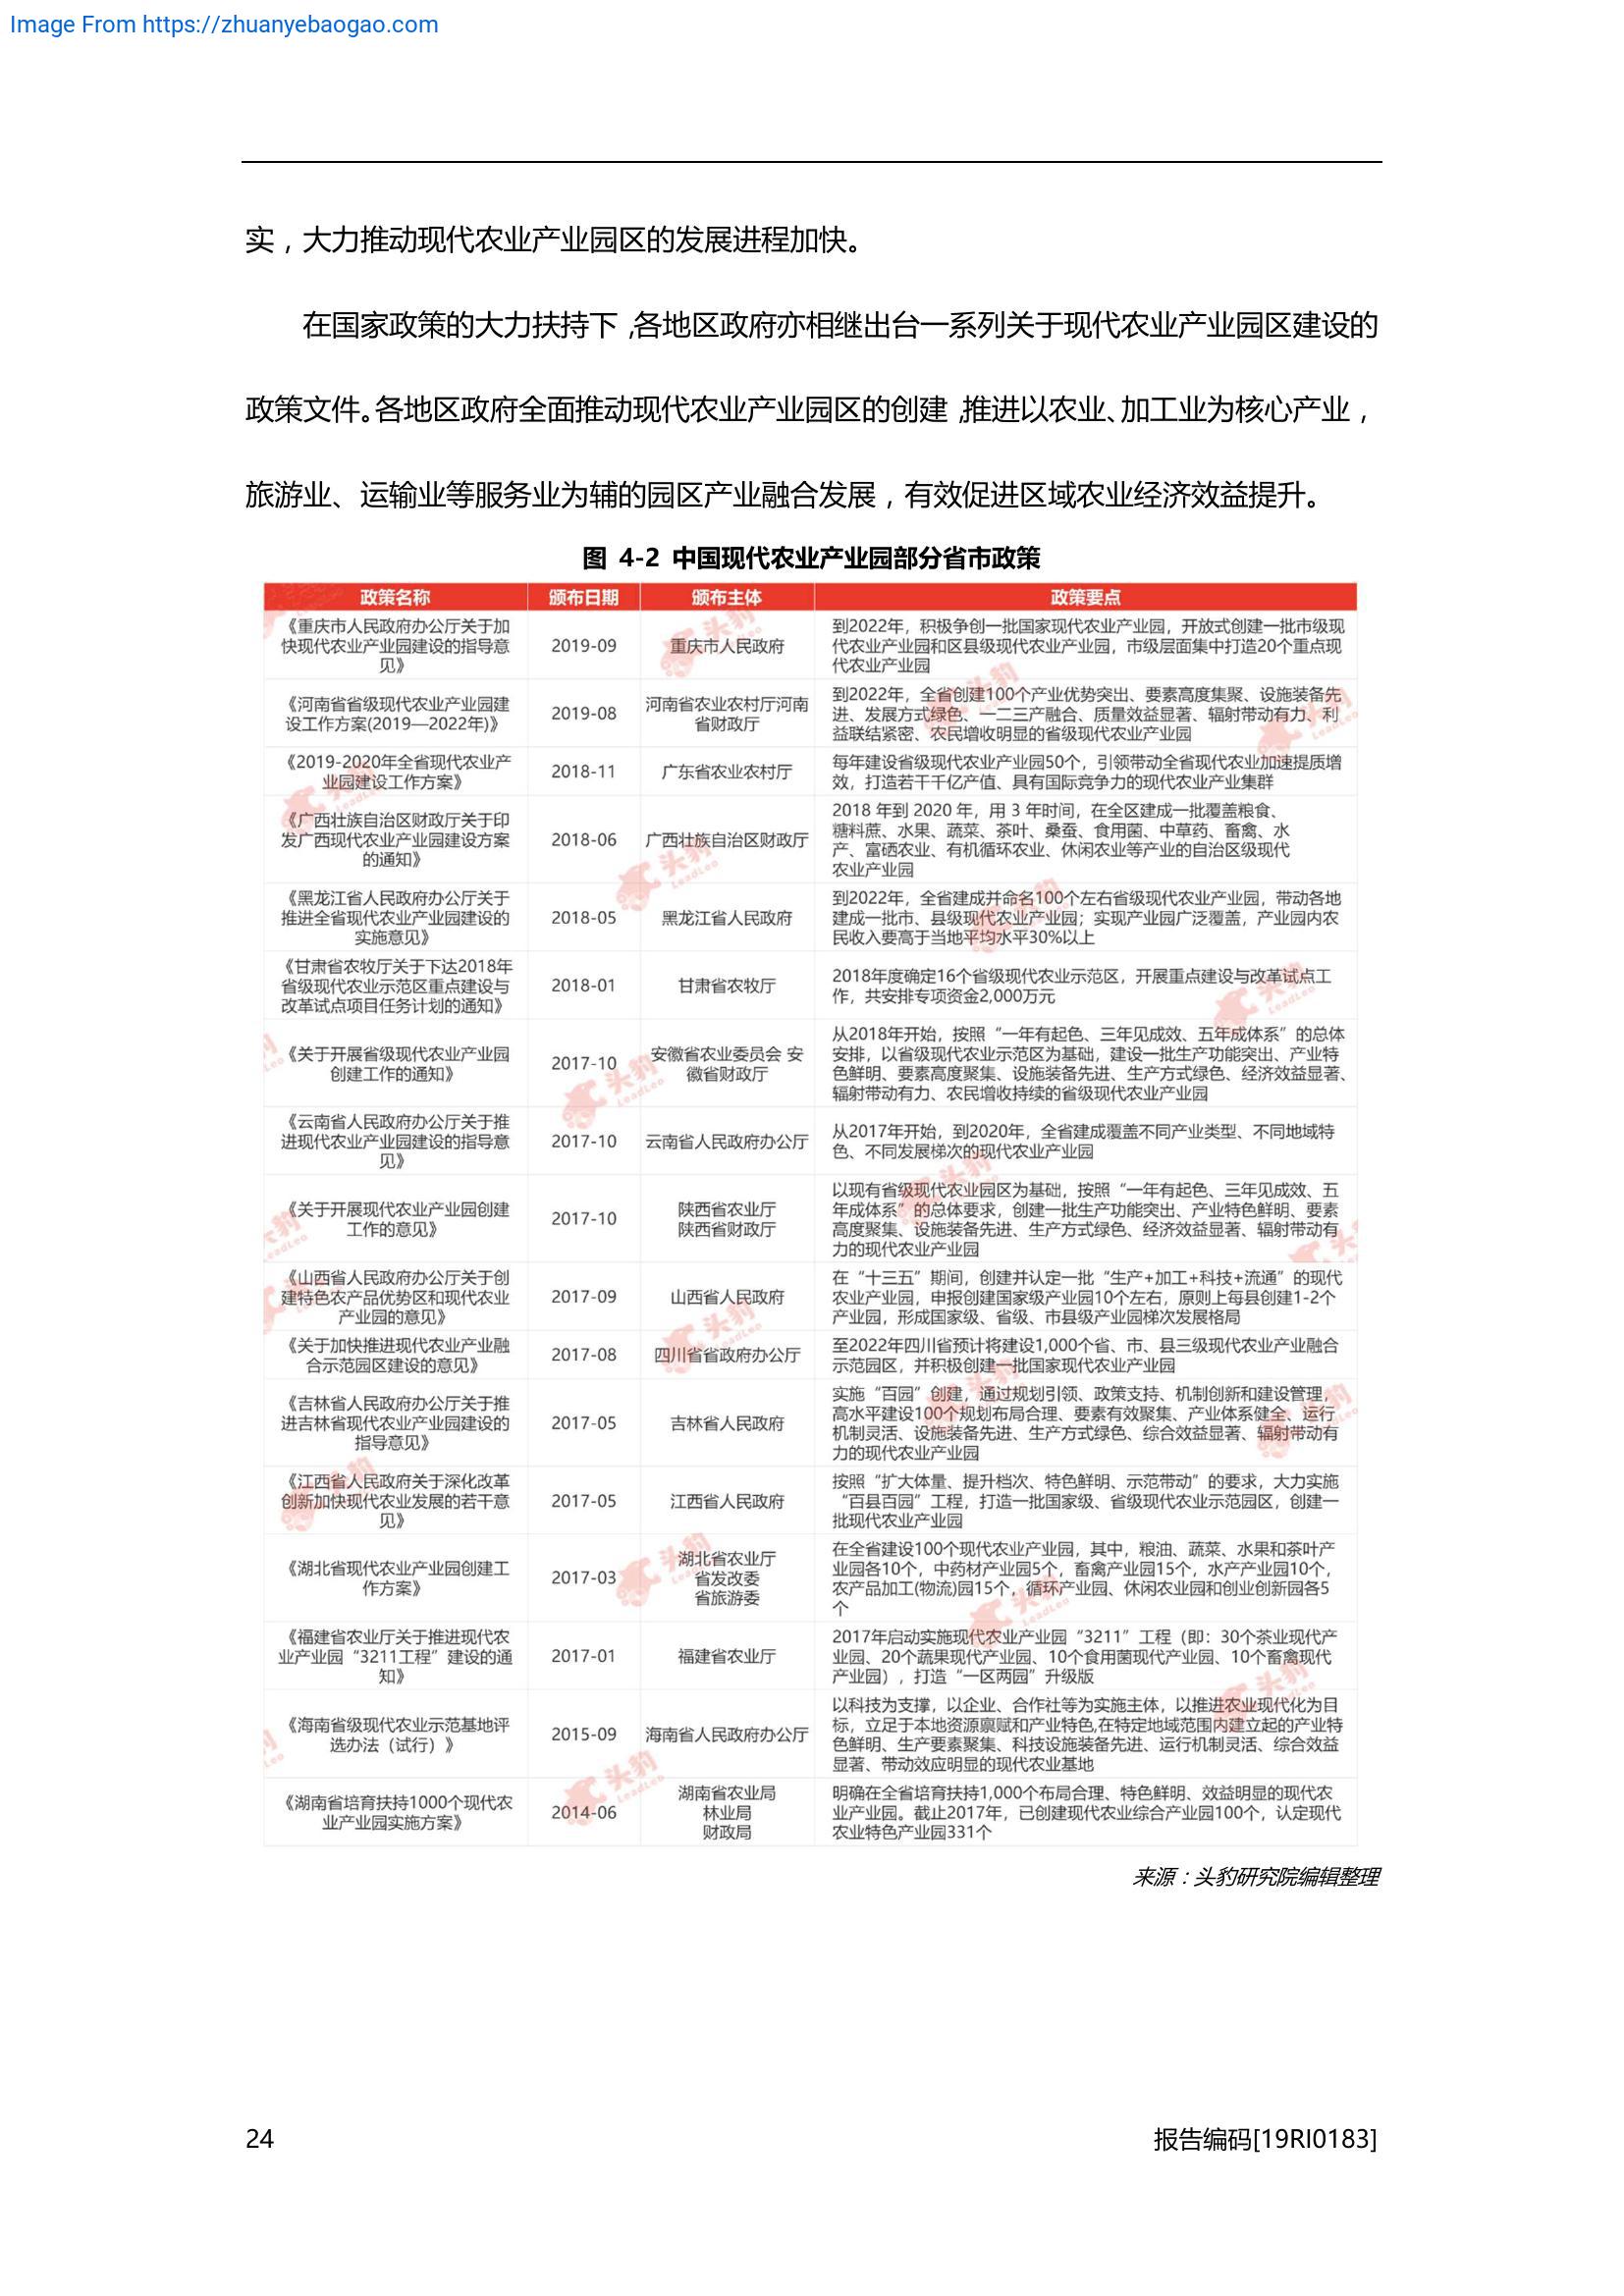 Image From https://zhuanyebaogao.com
实，大力推动现代农业产业园区的发展进程加快。
在国家政策的大力扶持下，各地区政府亦相继出台一系列关于现代农业产业园区建设的
政策文件。各地区政府全面推动现代农业产业园区的创建，推进以农业、加工业为核心产业，
旅游业、运输业等服务业为辅的园区产业融合发展，有效促进区域农业经济效益提升。
图 4-2 中国现代农业产业园部分省市政策
政策名称 颁布日期 颁布主体 政策要点
《重庆市人民政府办公厅关于加
快现代农业产业园建设的指导意
见》
2019-09
重庆市人民政府
到2022年，积极争创一批国家现代农业产业园，开放式创建一批市级现
代农业产业园和区县级现代农业产业园，市级层面集中打造20个重点现
代农业产业园
《河南省省级现代农业产业园建
设工作方案(2019—2022年)》
2019-08
河南省农业农村厅河南
省财政厅
到2022年，全省创建100个产业优势突出、要素高度集聚、设施装备先
进、发展方式绿色、一二三产融合、质量效益显著、辐射带动有力、利
益联结紧密、农民增收明显的省级现代农业产业园
《2019-2020年全省现代农业产
业园建设工作方案》
2018-11
广东省农业农村厅
每年建设省级现代农业产业园50个，引领带动全省现代农业加速提质增
效，打造若干千亿产值、具有国际竞争力的现代农业产业集群
《广西壮族自治区财政厅关于印
发广西现代农业产业园建设方案
的通知》
2018-06
广西壮族自治区财政厅
2018 年到 2020 年，用 3 年时间，在全区建成一批覆盖粮食、
糖料蔗、水果、蔬菜、茶叶、桑蚕、食用菌、中草药、畜禽、水
产、富硒农业、有机循环农业、休闲农业等产业的自治区级现代
农业产业园
《黑龙江省人民政府办公厅关于
推进全省现代农业产业园建设的
实施意见》
2018-05
黑龙江省人民政府
到2022年，全省建成并命名100个左右省级现代农业产业园，带动各地
建成一批市、县级现代农业产业园；实现产业园广泛覆盖，产业园内农
民收入要高于当地平均水平30%以上
《甘肃省农牧厅关于下达2018年
省级现代农业示范区重点建设与
改革试点项目任务计划的通知》
2018-01
甘肃省农牧厅
2018年度确定16个省级现代农业示范区，开展重点建设与改革试点工
作，共安排专项资金2,000万元
《关于开展省级现代农业产业园
创建工作的通知》
2017-10
安徽省农业委员会 安
徽省财政厅
从2018年开始，按照“一年有起色、三年见成效、五年成体系”的总体
安排，以省级现代农业示范区为基础，建设一批生产功能突出、产业特
色鲜明、要素高度聚集、设施装备先进、生产方式绿色、经济效益显著、
辐射带动有力、农民增收持续的省级现代农业产业园
《云南省人民政府办公厅关于推
进现代农业产业园建设的指导意
见》
2017-10
云南省人民政府办公厅
从2017年开始，到2020年，全省建成覆盖不同产业类型、不同地域特
色、不同发展梯次的现代农业产业园
《关于开展现代农业产业园创建
工作的意见》
2017-10
陕西省农业厅
陕西省财政厅
以现有省级现代农业园区为基础，按照“一年有起色、三年见成效、五
年成体系”的总体要求，创建一批生产功能突出、产业特色鲜明、要素
高度聚集、设施装备先进、生产方式绿色、经济效益显著、辐射带动有
力的现代农业产业园
《山西省人民政府办公厅关于创
建特色农产品优势区和现代农业
产业园的意见》
2017-09
山西省人民政府
在“十三五”期间，创建并认定一批“生产+加工+科技+流通”的现代
农业产业园，申报创建国家级产业园10个左右，原则上每县创建1-2个
产业园，形成国家级、省级、市县级产业园梯次发展格局
《关于加快推进现代农业产业融
合示范园区建设的意见》
2017-08
四川省省政府办公厅
至2022年四川省预计将建设1,000个省、市、县三级现代农业产业融合
示范园区，并积极创建一批国家现代农业产业园
《吉林省人民政府办公厅关于推
进吉林省现代农业产业园建设的
指导意见》
2017-05
吉林省人民政府
实施“百园”创建，通过规划引领、政策支持、机制创新和建设管理，
高水平建设100个规划布局合理、要素有效聚集、产业体系健全、运行
机制灵活、设施装备先进、生产方式绿色、综合效益显著、辐射带动有
力的现代农业产业园
《江西省人民政府关于深化改革
创新加快现代农业发展的若干意
见》
2017-05
江西省人民政府
按照“扩大体量、提升档次、特色鲜明、示范带动”的要求，大力实施
“百县百园”工程，打造一批国家级、省级现代农业示范园区，创建一
批现代农业产业园
《湖北省现代农业产业园创建工
作方案》
2017-03
湖北省农业厅
省发改委
省旅游委
在全省建设100个现代农业产业园，其中，粮油、蔬菜、水果和茶叶产
业园各10个，中药材产业园5个，畜禽产业园15个，水产产业园10个，
农产品加工(物流)园15个，循环产业园、休闲农业园和创业创新园各5
个
《福建省农业厅关于推进现代农
业产业园“3211工程”建设的通
知》
2017-01
福建省农业厅
2017年启动实施现代农业产业园“3211”工程（即：30个茶业现代产
业园、20个蔬果现代产业园、10个食用菌现代产业园、10个畜禽现代
产业园），打造“一区两园”升级版
《海南省级现代农业示范基地评
选办法（试行）》
2015-09
海南省人民政府办公厅
以科技为支撑，以企业、合作社等为实施主体，以推进农业现代化为目
标，立足于本地资源禀赋和产业特色,在特定地域范围内建立起的产业特
色鲜明、生产要素聚集、科技设施装备先进、运行机制灵活、综合效益
显著、带动效应明显的现代农业基地
《湖南省培育扶持1000个现代农
业产业园实施方案》
2014-06
湖南省农业局
林业局
财政局
明确在全省培育扶持1,000个布局合理、特色鲜明、效益明显的现代农
业产业园。截止2017年，已创建现代农业综合产业园100个，认定现代
农业特色产业园331个
来源：头豹研究院编辑整理
24
报告编码[19RI0183]